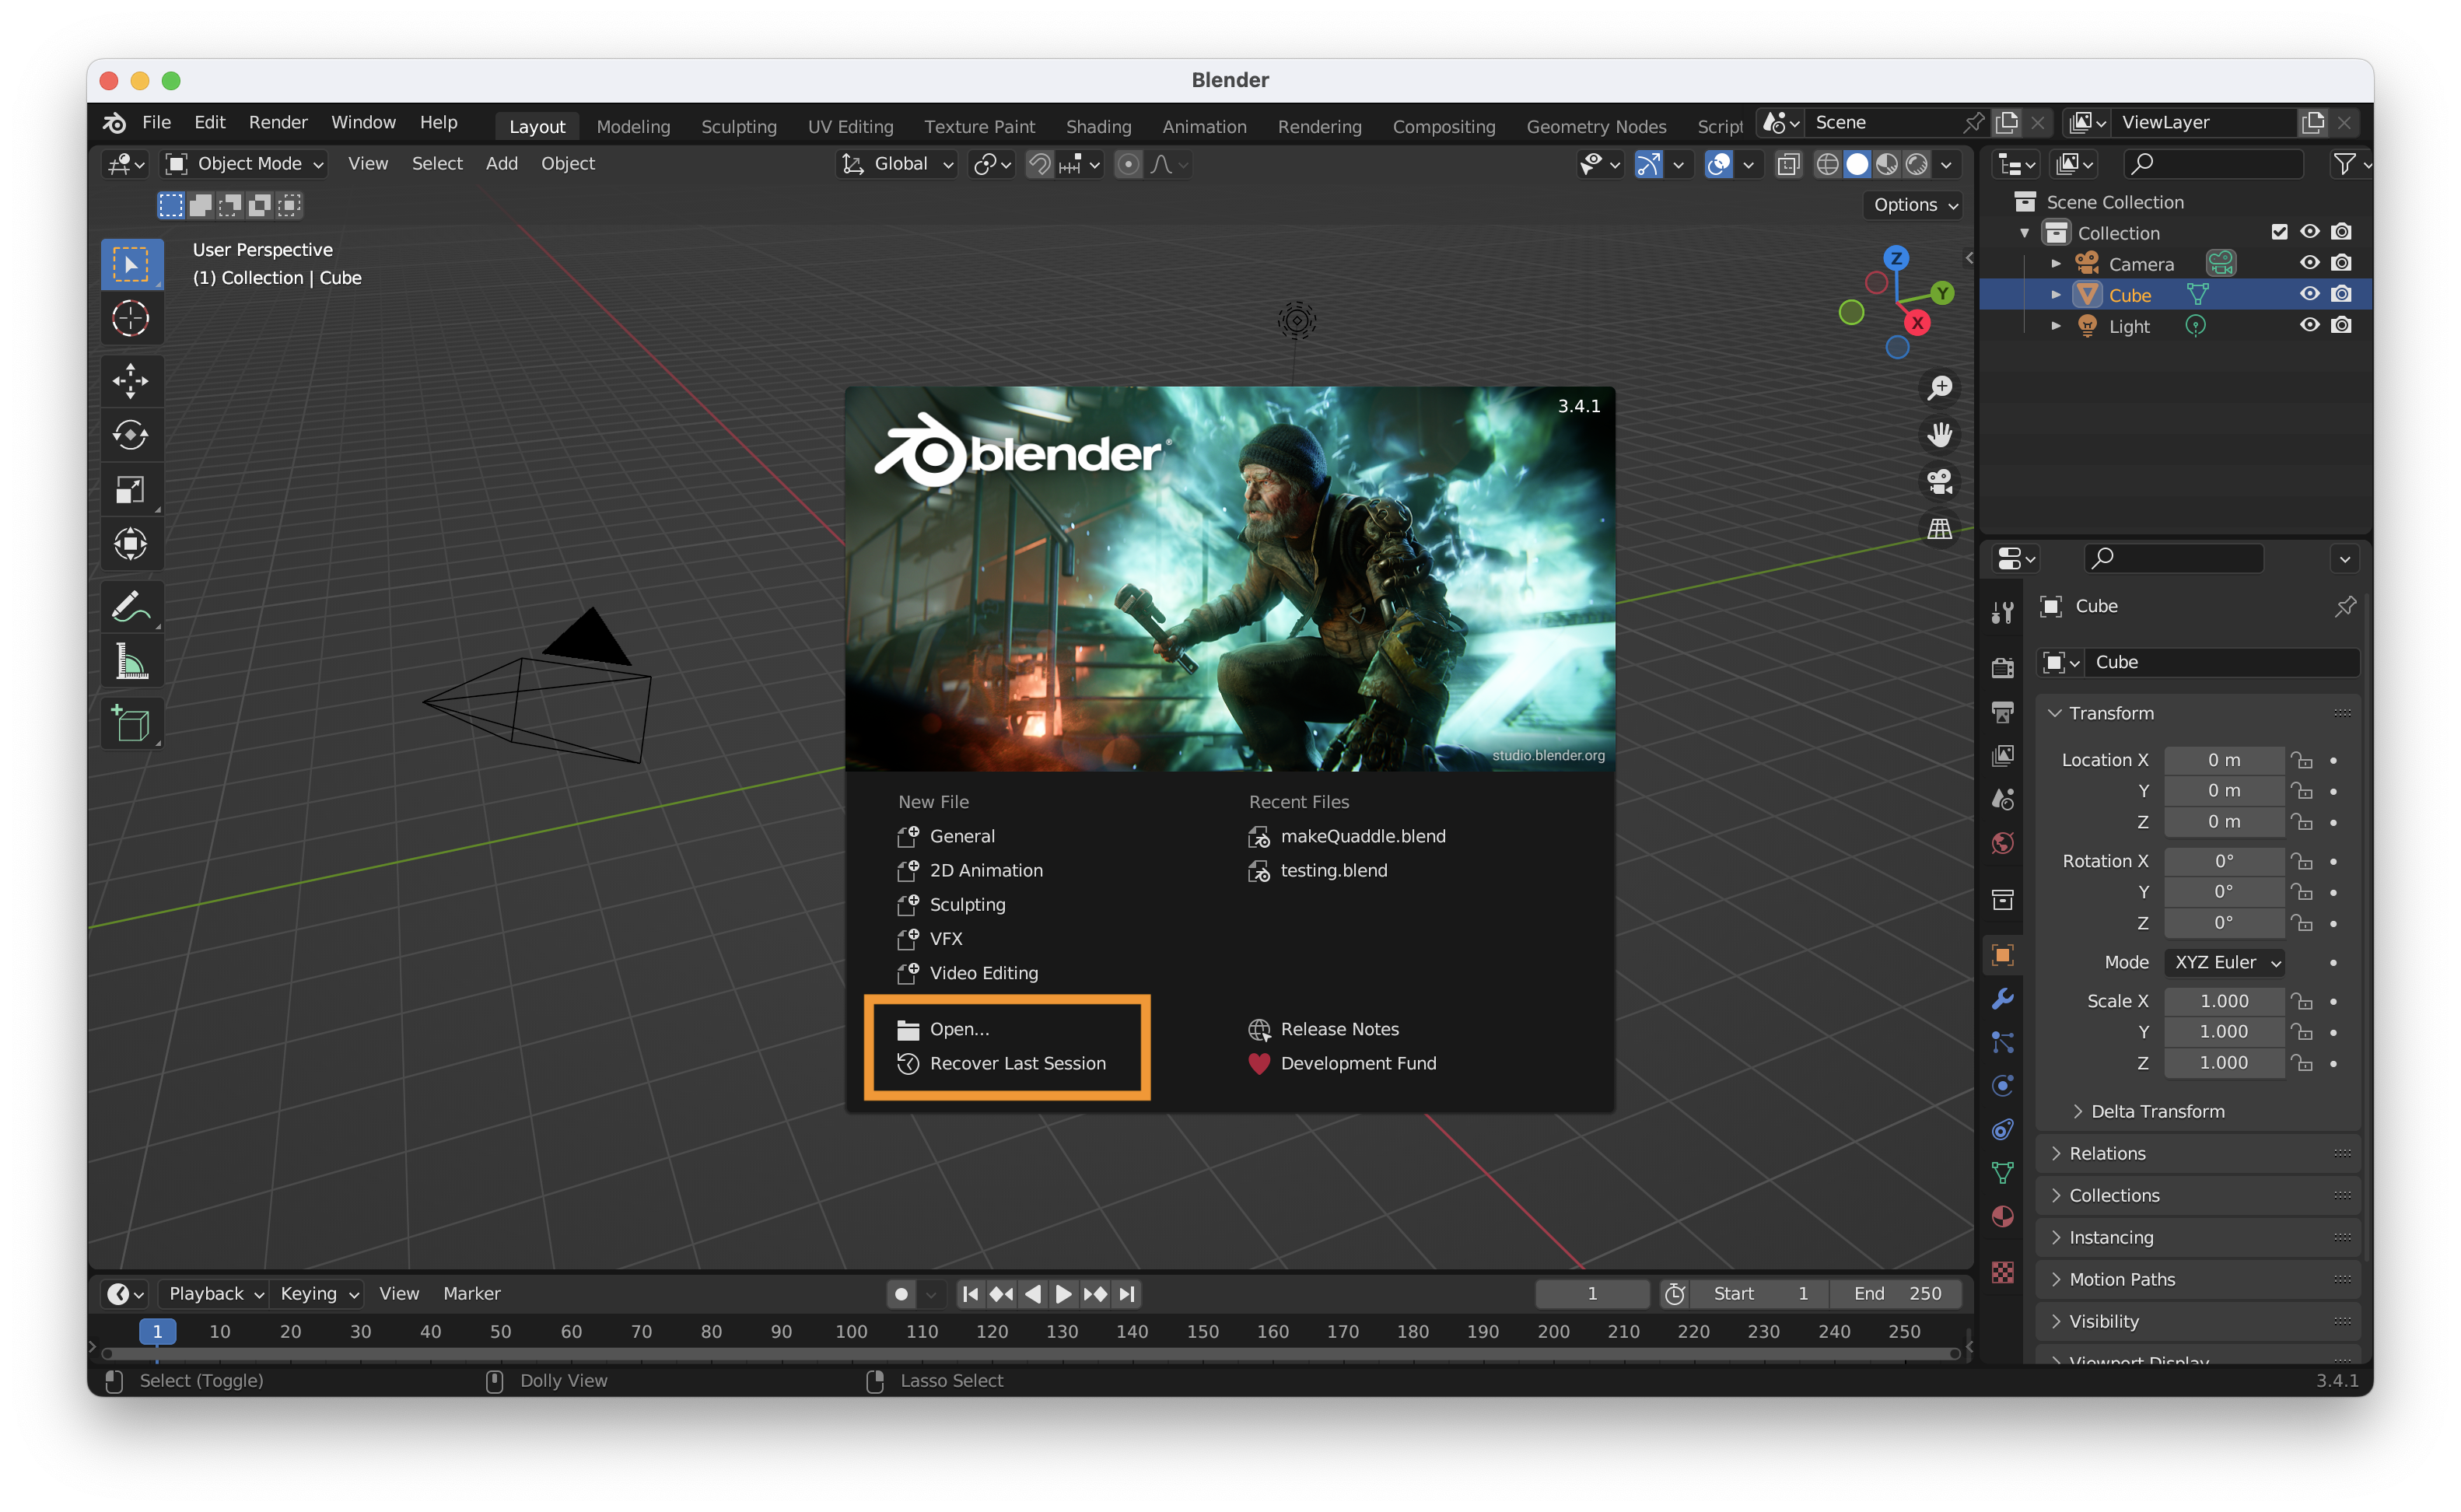 Blender
File Edit Render Window Help Layout Modeling Sculpting UV Editing Texture Paint Shading Animation Rendering Compositing Geometry Nodes Script Scene ViewLayer
Object Mode View Select Add Object Global
Options
User Perspective
(1) Collection | Cube
Z
Y
X
Scene Collection
Collection
Camera
Cube
Light
blender
3.4.1
studio.blender.org
New File
General
2D Animation
Sculpting
VFX
Video Editing
Open...
Recover Last Session
Recent Files
makeQuaddle.blend
testing.blend
Release Notes
Development Fund
Cube
Cube
Transform
Location X 0 m
Y 0 m
Z 0 m
Rotation X 0°
Y 0°
Z 0°
Mode XYZ Euler
Scale X 1.000
Y 1.000
Z 1.000
Delta Transform
Relations
Collections
Instancing
Motion Paths
Visibility
Viewport Display
Playback Keying View Marker 1 Start 1 End 250
1 10 20 30 40 50 60 70 80 90 100 110 120 130 140 150 160 170 180 190 200 210 220 230 240 250
Select (Toggle) Dolly View Lasso Select 3.4.1